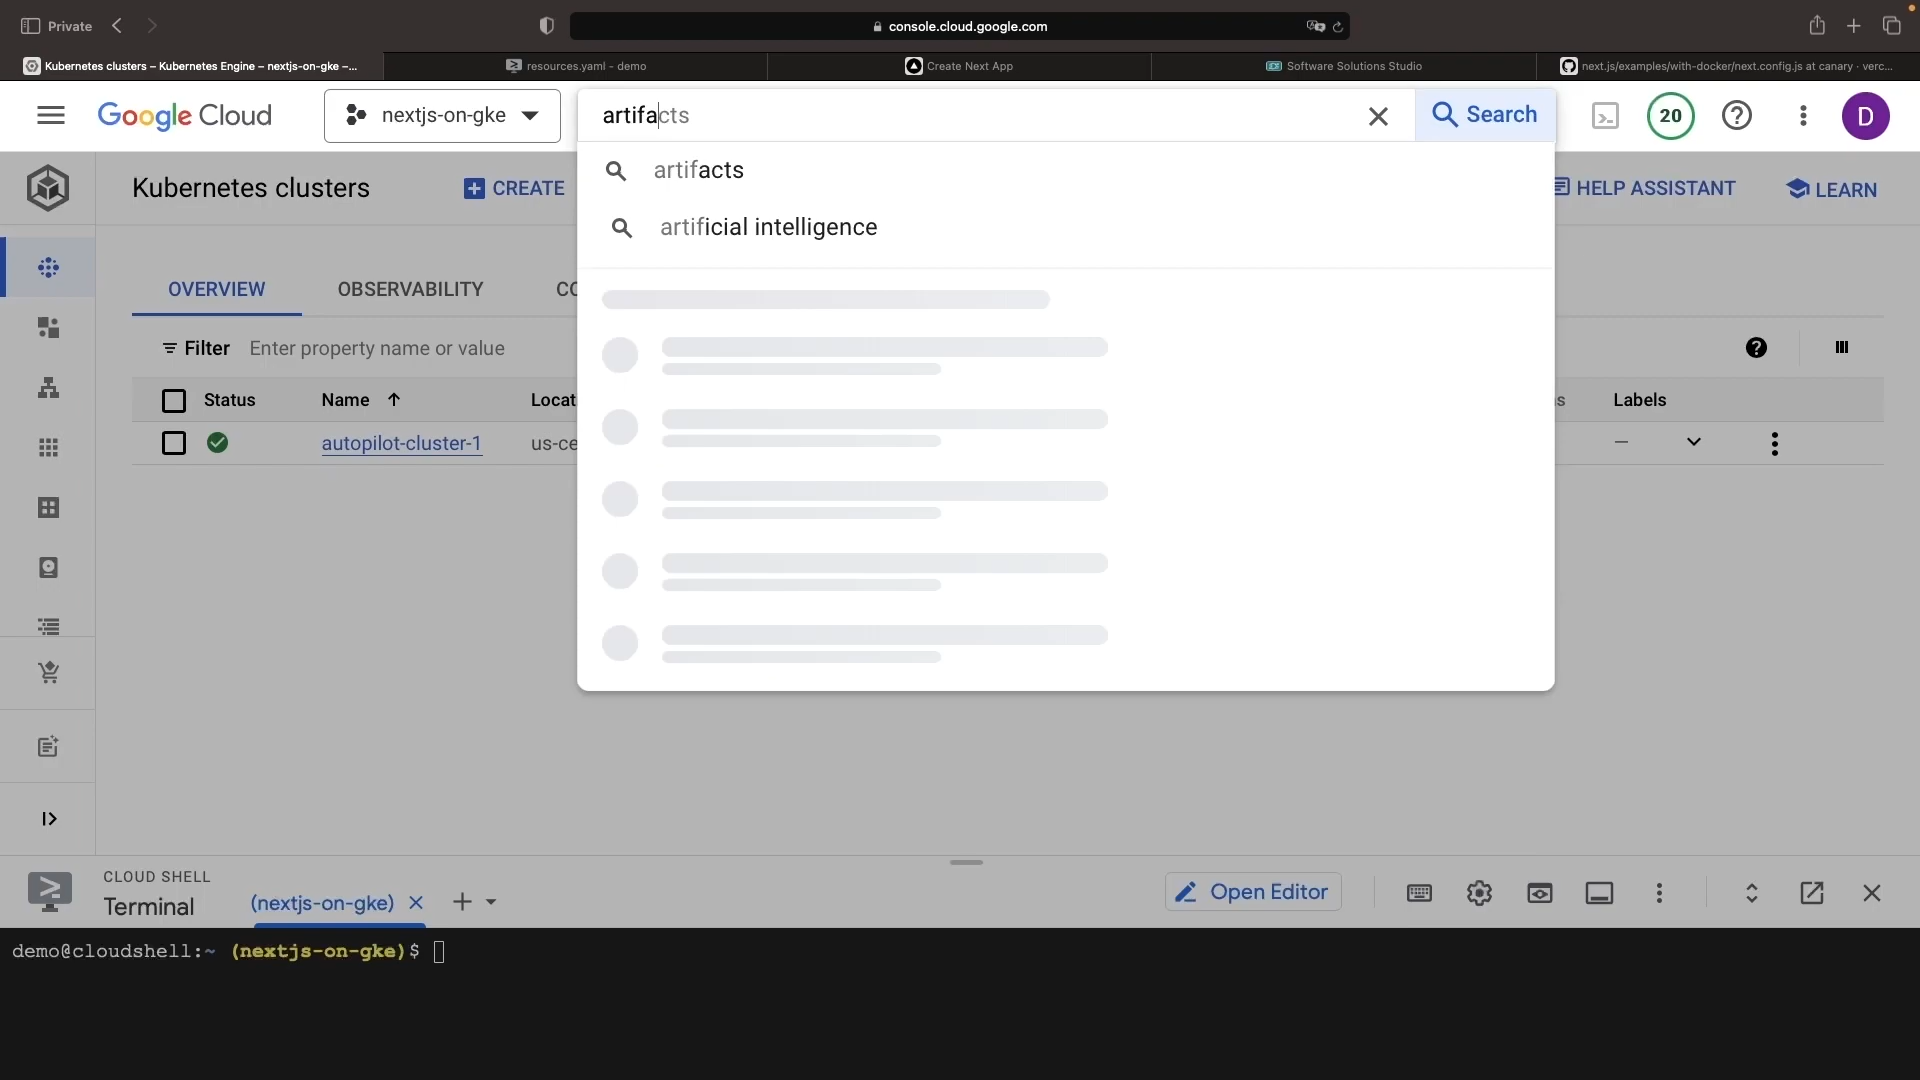 Private
console.cloud.google.com
Kubernetes clusters – Kubernetes Engine – nextjs-on-gke –...
resources.yaml - demo
Create Next App
Software Solutions Studio
next.js/examples/with-docker/next.config.js at canary · verc...
Google Cloud
nextjs-on-gke
artifacts
Search
20
D
artifacts
artificial intelligence
Kubernetes clusters
CREATE
HELP ASSISTANT
LEARN
OVERVIEW
OBSERVABILITY
CO
Filter
Enter property name or value
Status
Name
Locat
s
Labels
autopilot-cluster-1
us-ce
—
CLOUD SHELL
Terminal
(nextjs-on-gke)
Open Editor
demo@cloudshell:~ (nextjs-on-gke)$